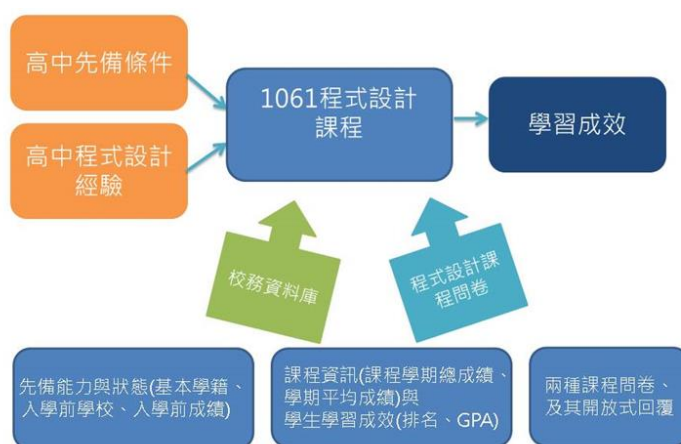 高中先備條件
高中程式設計
經驗
1061程式設計
課程
學習成效
校務資料庫
程式設計課
程問卷
先備能力與狀態(基本學籍、
入學前學校、入學前成績)
課程資訊(課程學期總成績、
學期平均成績)與
學生學習成效(排名、GPA)
兩種課程問卷、
及其開放式回覆